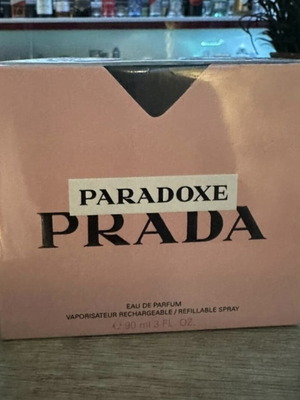 PARADOXE
PRADA
EAU DE PARFUM
VAPORISATEUR RECHARGEABLE / REFILLABLE SPRAY
℮ 90 ml 3 FL. OZ.